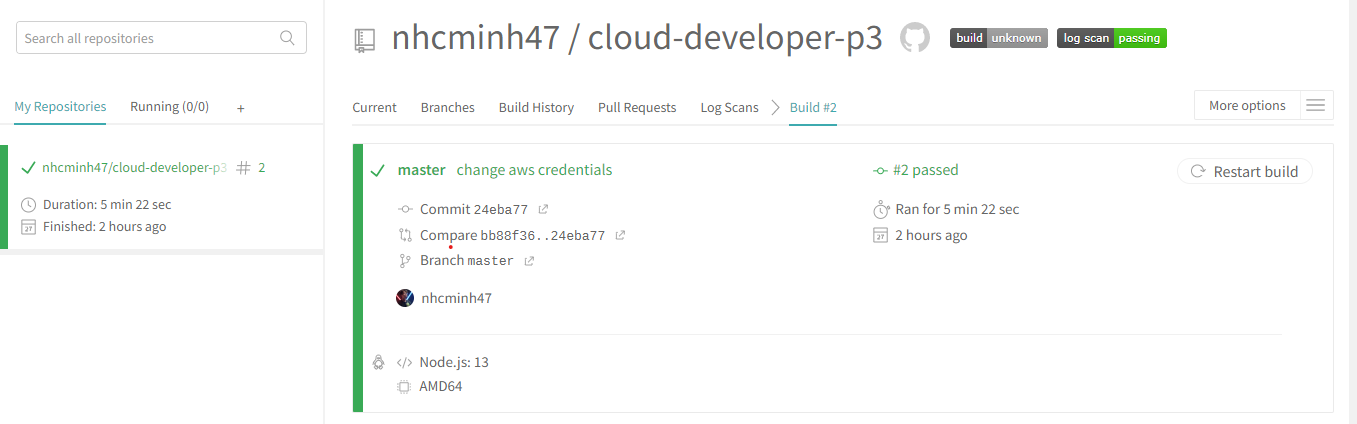 Search all repositories
My Repositories
Running (0/0)
+
nhcminh47/cloud-developer-p3
# 2
Duration: 5 min 22 sec
Finished: 2 hours ago
nhcminh47 / cloud-developer-p3
build unknown
log scan passing
Current
Branches
Build History
Pull Requests
Log Scans
Build #2
More options
master change aws credentials
#2 passed
Restart build
Commit 24eba77
Ran for 5 min 22 sec
Compare bb88f36..24eba77
2 hours ago
Branch master
nhcminh47
Node.js: 13
AMD64